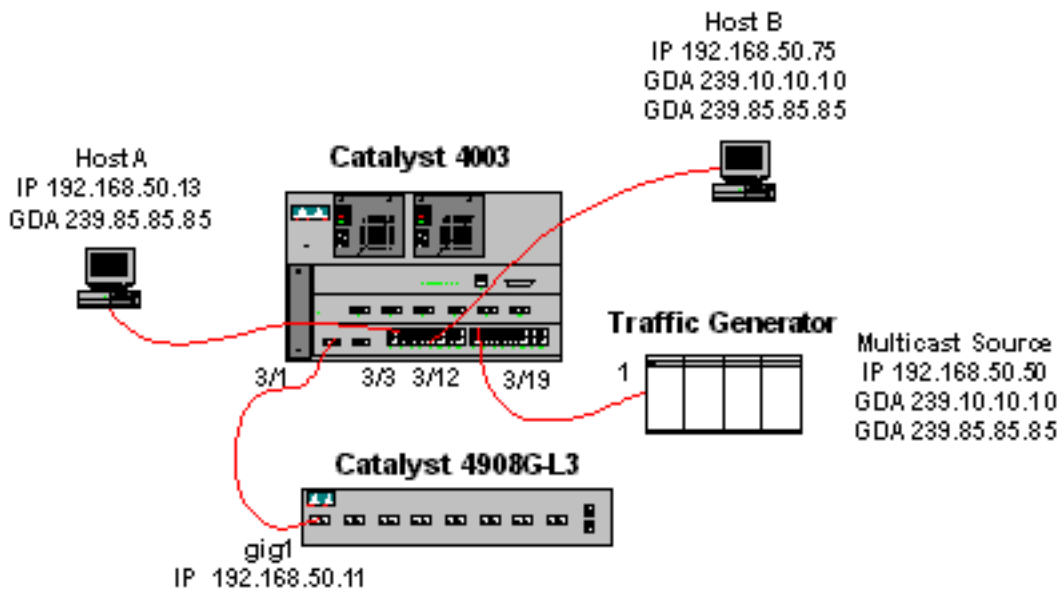 Host B
IP 192.168.50.75
GDA 239.10.10.10
GDA 239.85.85.85
Catalyst 4003
Host A
IP 192.168.50.13
GDA 239.85.85.85
Traffic Generator
Multicast Source
IP 192.168.50.50
GDA 239.10.10.10
GDA 239.85.85.85
1
3/1
3/3
3/12
3/19
Catalyst 4908G-L3
gig1
IP 192.168.50.11